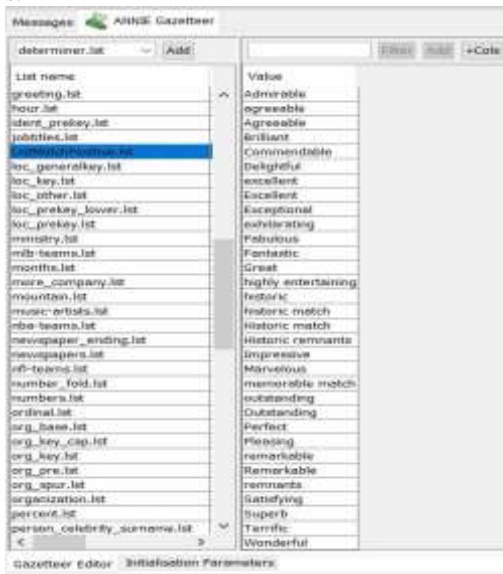 Messages ANNIE Gazetteer
determiner.lst Add Filter Add +Cols
List name
greeting.lst
hour.lst
ident_prekey.lst
jobtitles.lst
loc_generalkey.lst
loc_key.lst
loc_other.lst
loc_prekey_lower.lst
loc_prekey.lst
ministry.lst
mlb-teams.lst
months.lst
more_company.lst
mountain.lst
music-artists.lst
nba-teams.lst
newspaper_ending.lst
newspapers.lst
nfl-teams.lst
number_fold.lst
numbers.lst
ordinal.lst
org_base.lst
org_key_cap.lst
org_key.lst
org_pre.lst
org_spur.lst
organization.lst
percent.lst
person_celebrity_surname.lst
Value
Admirable
agreeable
Agreeable
Brilliant
Commendable
Delightful
excellent
Excellent
Exceptional
exhilarating
Fabulous
Fantastic
Great
highly entertaining
historic
historic match
Historic match
Historic remnants
Impressive
Marvelous
memorable match
outstanding
Outstanding
Perfect
Pleasing
remarkable
Remarkable
remnants
Satisfying
Superb
Terrific
Wonderful
Gazetteer Editor Initialisation Parameters